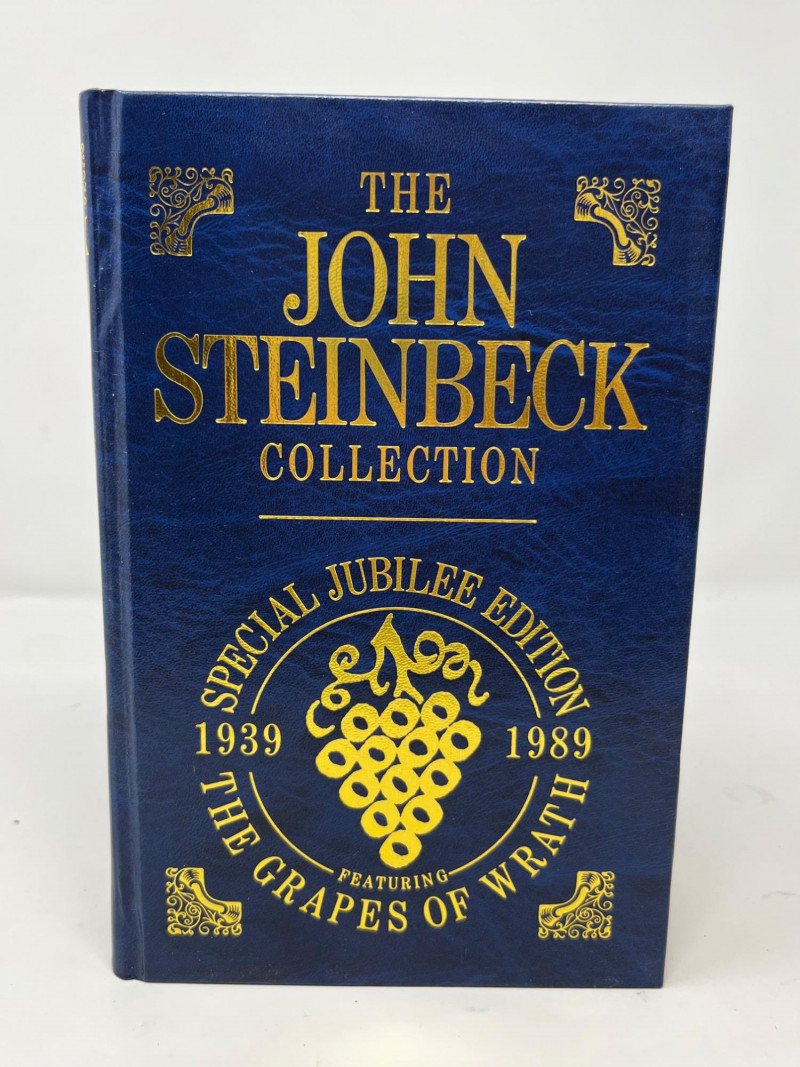 THE
JOHN
STEINBECK
COLLECTION
SPECIAL JUBILEE EDITION
1939 1989
FEATURING
THE GRAPES OF WRATH